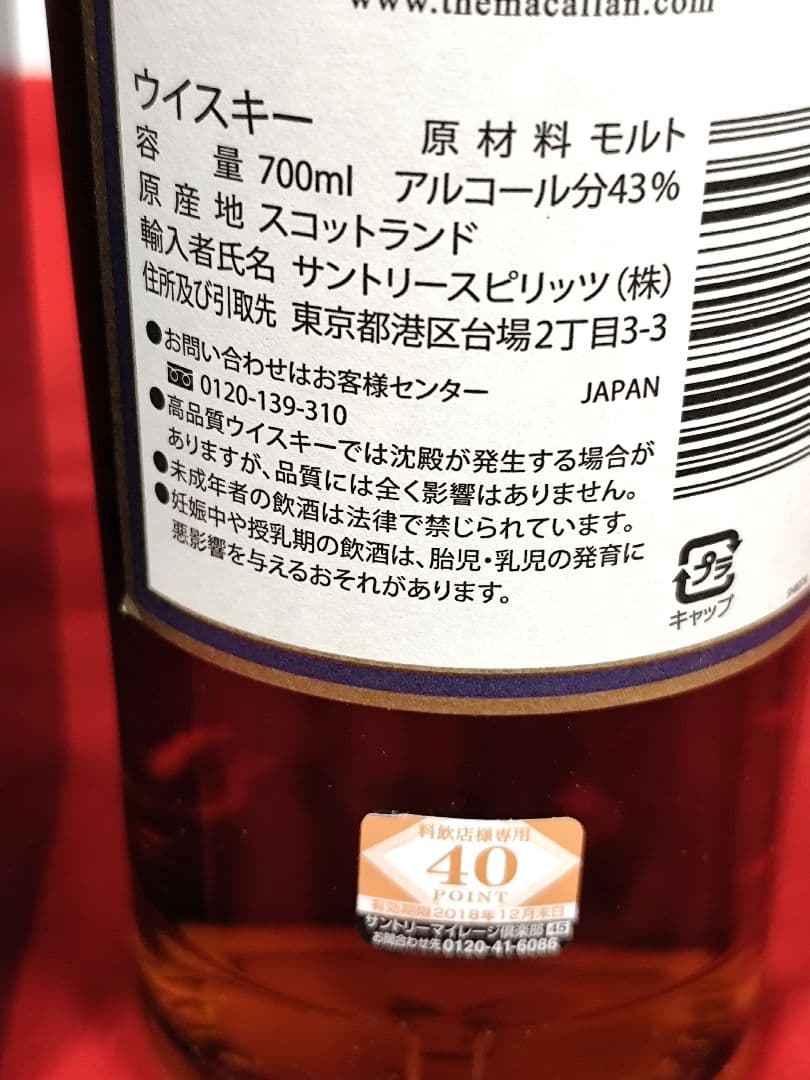 www.themacallan.com
ウイスキー 原材料 モルト
容量 700ml アルコール分43%
原産地 スコットランド
輸入者氏名 サントリースピリッツ(株)
住所及び引取先 東京都港区台場2丁目3-3
●お問い合わせはお客様センター JAPAN
0120-139-310
●高品質ウイスキーでは沈殿が発生する場合が
ありますが、品質には全く影響はありません。
●未成年者の飲酒は法律で禁じられています。
●妊娠中や授乳期の飲酒は、胎児・乳児の発育に
悪影響を与えるおそれがあります。
プラ
キャップ
料飲店様専用
40
POINT
有効期限2018年12月末日
サントリーマイレージ倶楽部 45
お問合わせ先 0120-41-6086